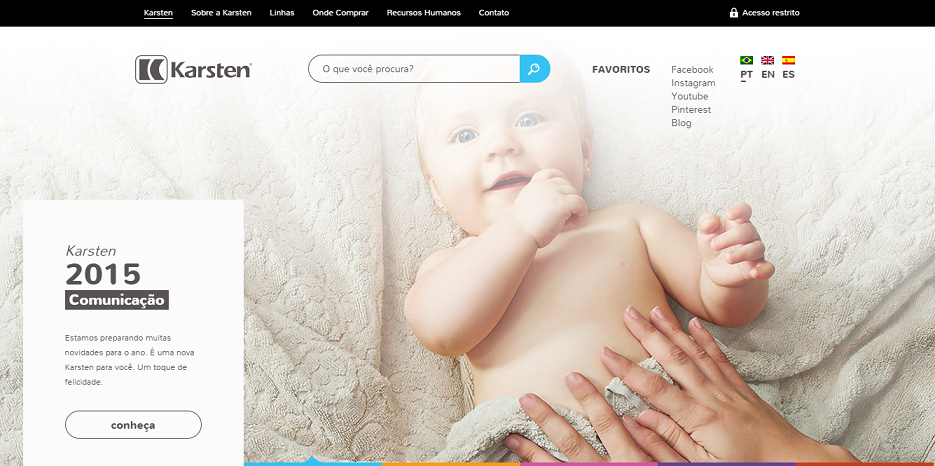 Karsten Sobre a Karsten Linhas Onde Comprar Recursos Humanos Contato Acesso restrito
Karsten
O que você procura?
FAVORITOS
Facebook
Instagram
Youtube
Pinterest
Blog
PT EN ES
Karsten
2015
Comunicação
Estamos preparando muitas
novidades para o ano. É uma nova
Karsten para você. Um toque de
felicidade.
conheça